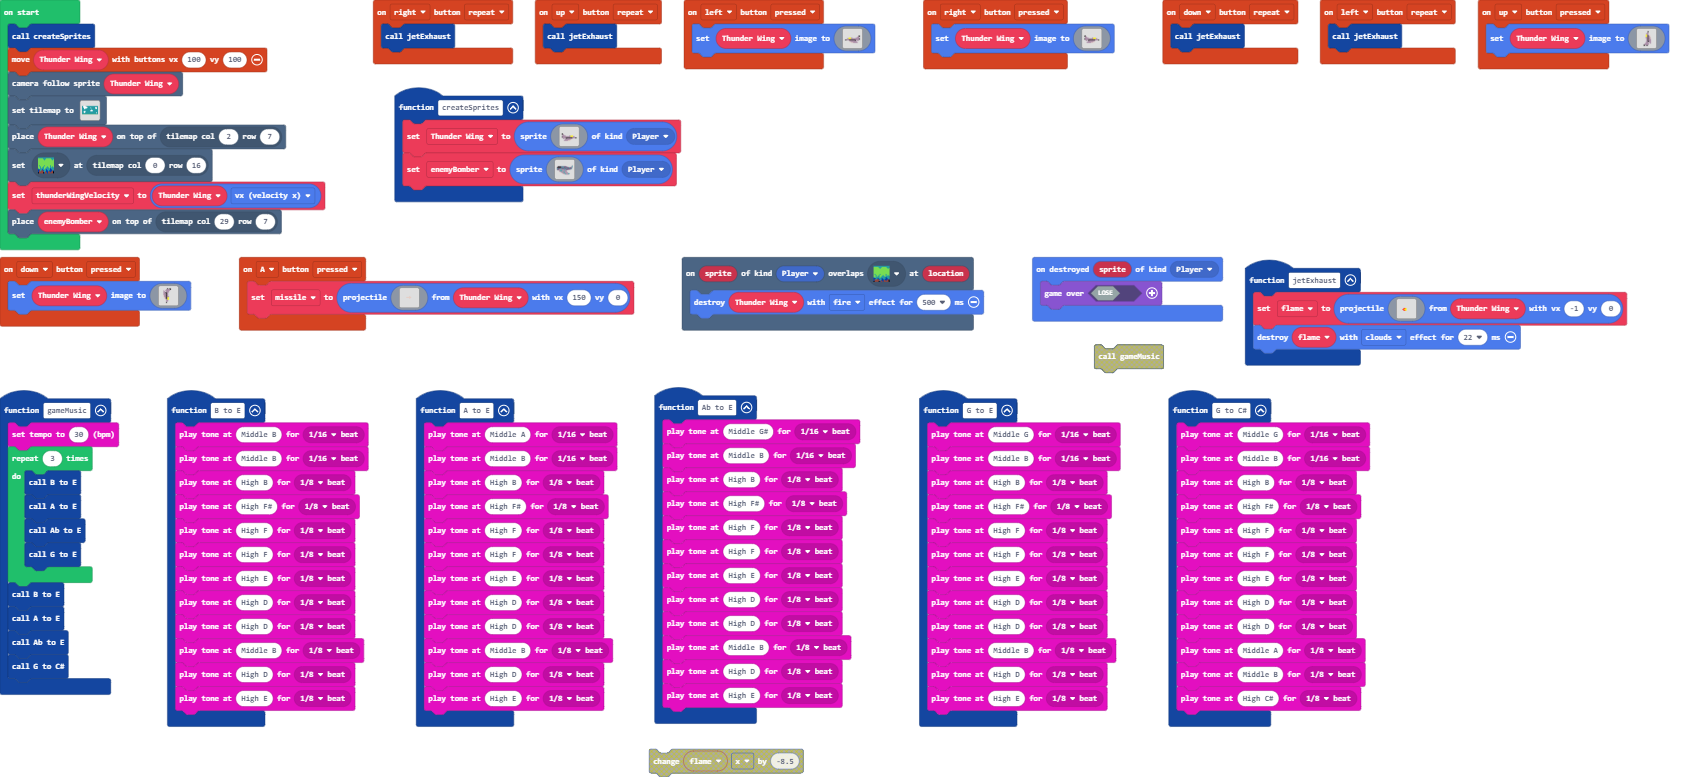 on start
call createSprites
move Thunder Wing with buttons vx 100 vy 100
camera follow sprite Thunder Wing
set tilemap to
place Thunder Wing on top of tilemap col 2 row 7
set at tilemap col 0 row 16
set thunderWingVelocity to Thunder Wing vx (velocity x)
place enemyBomber on top of tilemap col 29 row 7
on right button repeat
call jetExhaust
on up button repeat
call jetExhaust
on left button pressed
set Thunder Wing image to
on right button pressed
set Thunder Wing image to
on down button repeat
call jetExhaust
on left button repeat
call jetExhaust
on up button pressed
set Thunder Wing image to
function createSprites
set Thunder Wing to sprite of kind Player
set enemyBomber to sprite of kind Player
on down button pressed
set Thunder Wing image to
on A button pressed
set missile to projectile from Thunder Wing with vx 150 vy 0
on sprite of kind Player overlaps at location
destroy Thunder Wing with fire effect for 500 ms
on destroyed sprite of kind Player
game over LOSE
call gameMusic
function jetExhaust
set flame to projectile from Thunder Wing with vx -1 vy 0
destroy flame with clouds effect for 22 ms
function gameMusic
set tempo to 30 (bpm)
repeat 3 times
do
call B to E
call A to E
call Ab to E
call G to E
call B to E
call A to E
call Ab to E
call G to C#
function B to E
play tone at Middle B for 1/16 beat
play tone at Middle B for 1/16 beat
play tone at High B for 1/8 beat
play tone at High F# for 1/8 beat
play tone at High F for 1/8 beat
play tone at High F for 1/8 beat
play tone at High E for 1/8 beat
play tone at High D for 1/8 beat
play tone at High D for 1/8 beat
play tone at Middle B for 1/8 beat
play tone at High D for 1/8 beat
play tone at High E for 1/8 beat
function A to E
play tone at Middle A for 1/16 beat
play tone at Middle B for 1/16 beat
play tone at High B for 1/8 beat
play tone at High F# for 1/8 beat
play tone at High F for 1/8 beat
play tone at High F for 1/8 beat
play tone at High E for 1/8 beat
play tone at High D for 1/8 beat
play tone at High D for 1/8 beat
play tone at Middle B for 1/8 beat
play tone at High D for 1/8 beat
play tone at High E for 1/8 beat
function Ab to E
play tone at Middle G# for 1/16 beat
play tone at Middle B for 1/16 beat
play tone at High B for 1/8 beat
play tone at High F# for 1/8 beat
play tone at High F for 1/8 beat
play tone at High F for 1/8 beat
play tone at High E for 1/8 beat
play tone at High D for 1/8 beat
play tone at High D for 1/8 beat
play tone at Middle B for 1/8 beat
play tone at High D for 1/8 beat
play tone at High E for 1/8 beat
function G to E
play tone at Middle G for 1/16 beat
play tone at Middle B for 1/16 beat
play tone at High B for 1/8 beat
play tone at High F# for 1/8 beat
play tone at High F for 1/8 beat
play tone at High F for 1/8 beat
play tone at High E for 1/8 beat
play tone at High D for 1/8 beat
play tone at High D for 1/8 beat
play tone at Middle B for 1/8 beat
play tone at High D for 1/8 beat
play tone at High E for 1/8 beat
function G to C#
play tone at Middle G for 1/16 beat
play tone at Middle B for 1/16 beat
play tone at High B for 1/8 beat
play tone at High F# for 1/8 beat
play tone at High F for 1/8 beat
play tone at High F for 1/8 beat
play tone at High E for 1/8 beat
play tone at High D for 1/8 beat
play tone at High D for 1/8 beat
play tone at Middle A for 1/8 beat
play tone at Middle B for 1/8 beat
play tone at High C# for 1/8 beat
change flame x by -8.5